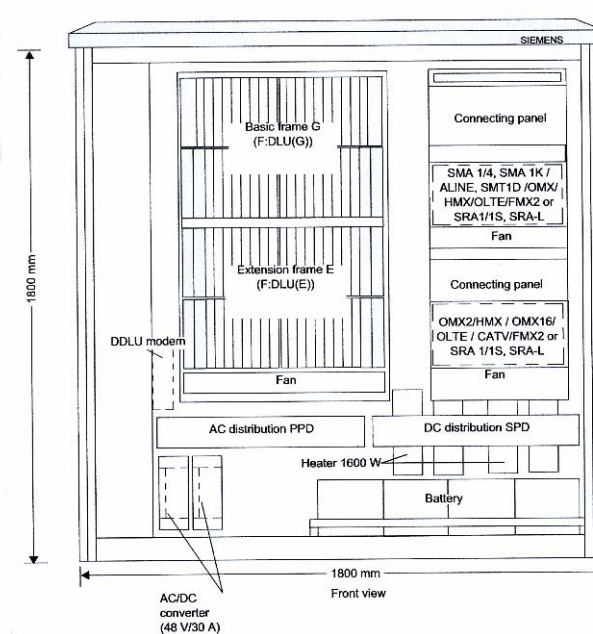 SIEMENS
Basic frame G
(F:DLU(G))
Connecting panel
SMA 1/4, SMA 1K /
ALINE, SMT1D /OMX/
HMX/OLTE/FMX2 or
SRA1/1S, SRA-L
Fan
1800 mm
Extension frame E
(F:DLU(E))
Connecting panel
DDLU modem
OMX2/HMX / OMX16/
OLTE / CATV/FMX2 or
SRA 1/1S, SRA-L
Fan
Fan
AC distribution PPD
DC distribution SPD
Heater 1600 W
Battery
1800 mm
Front view
AC/DC
converter
(48 V/30 A)